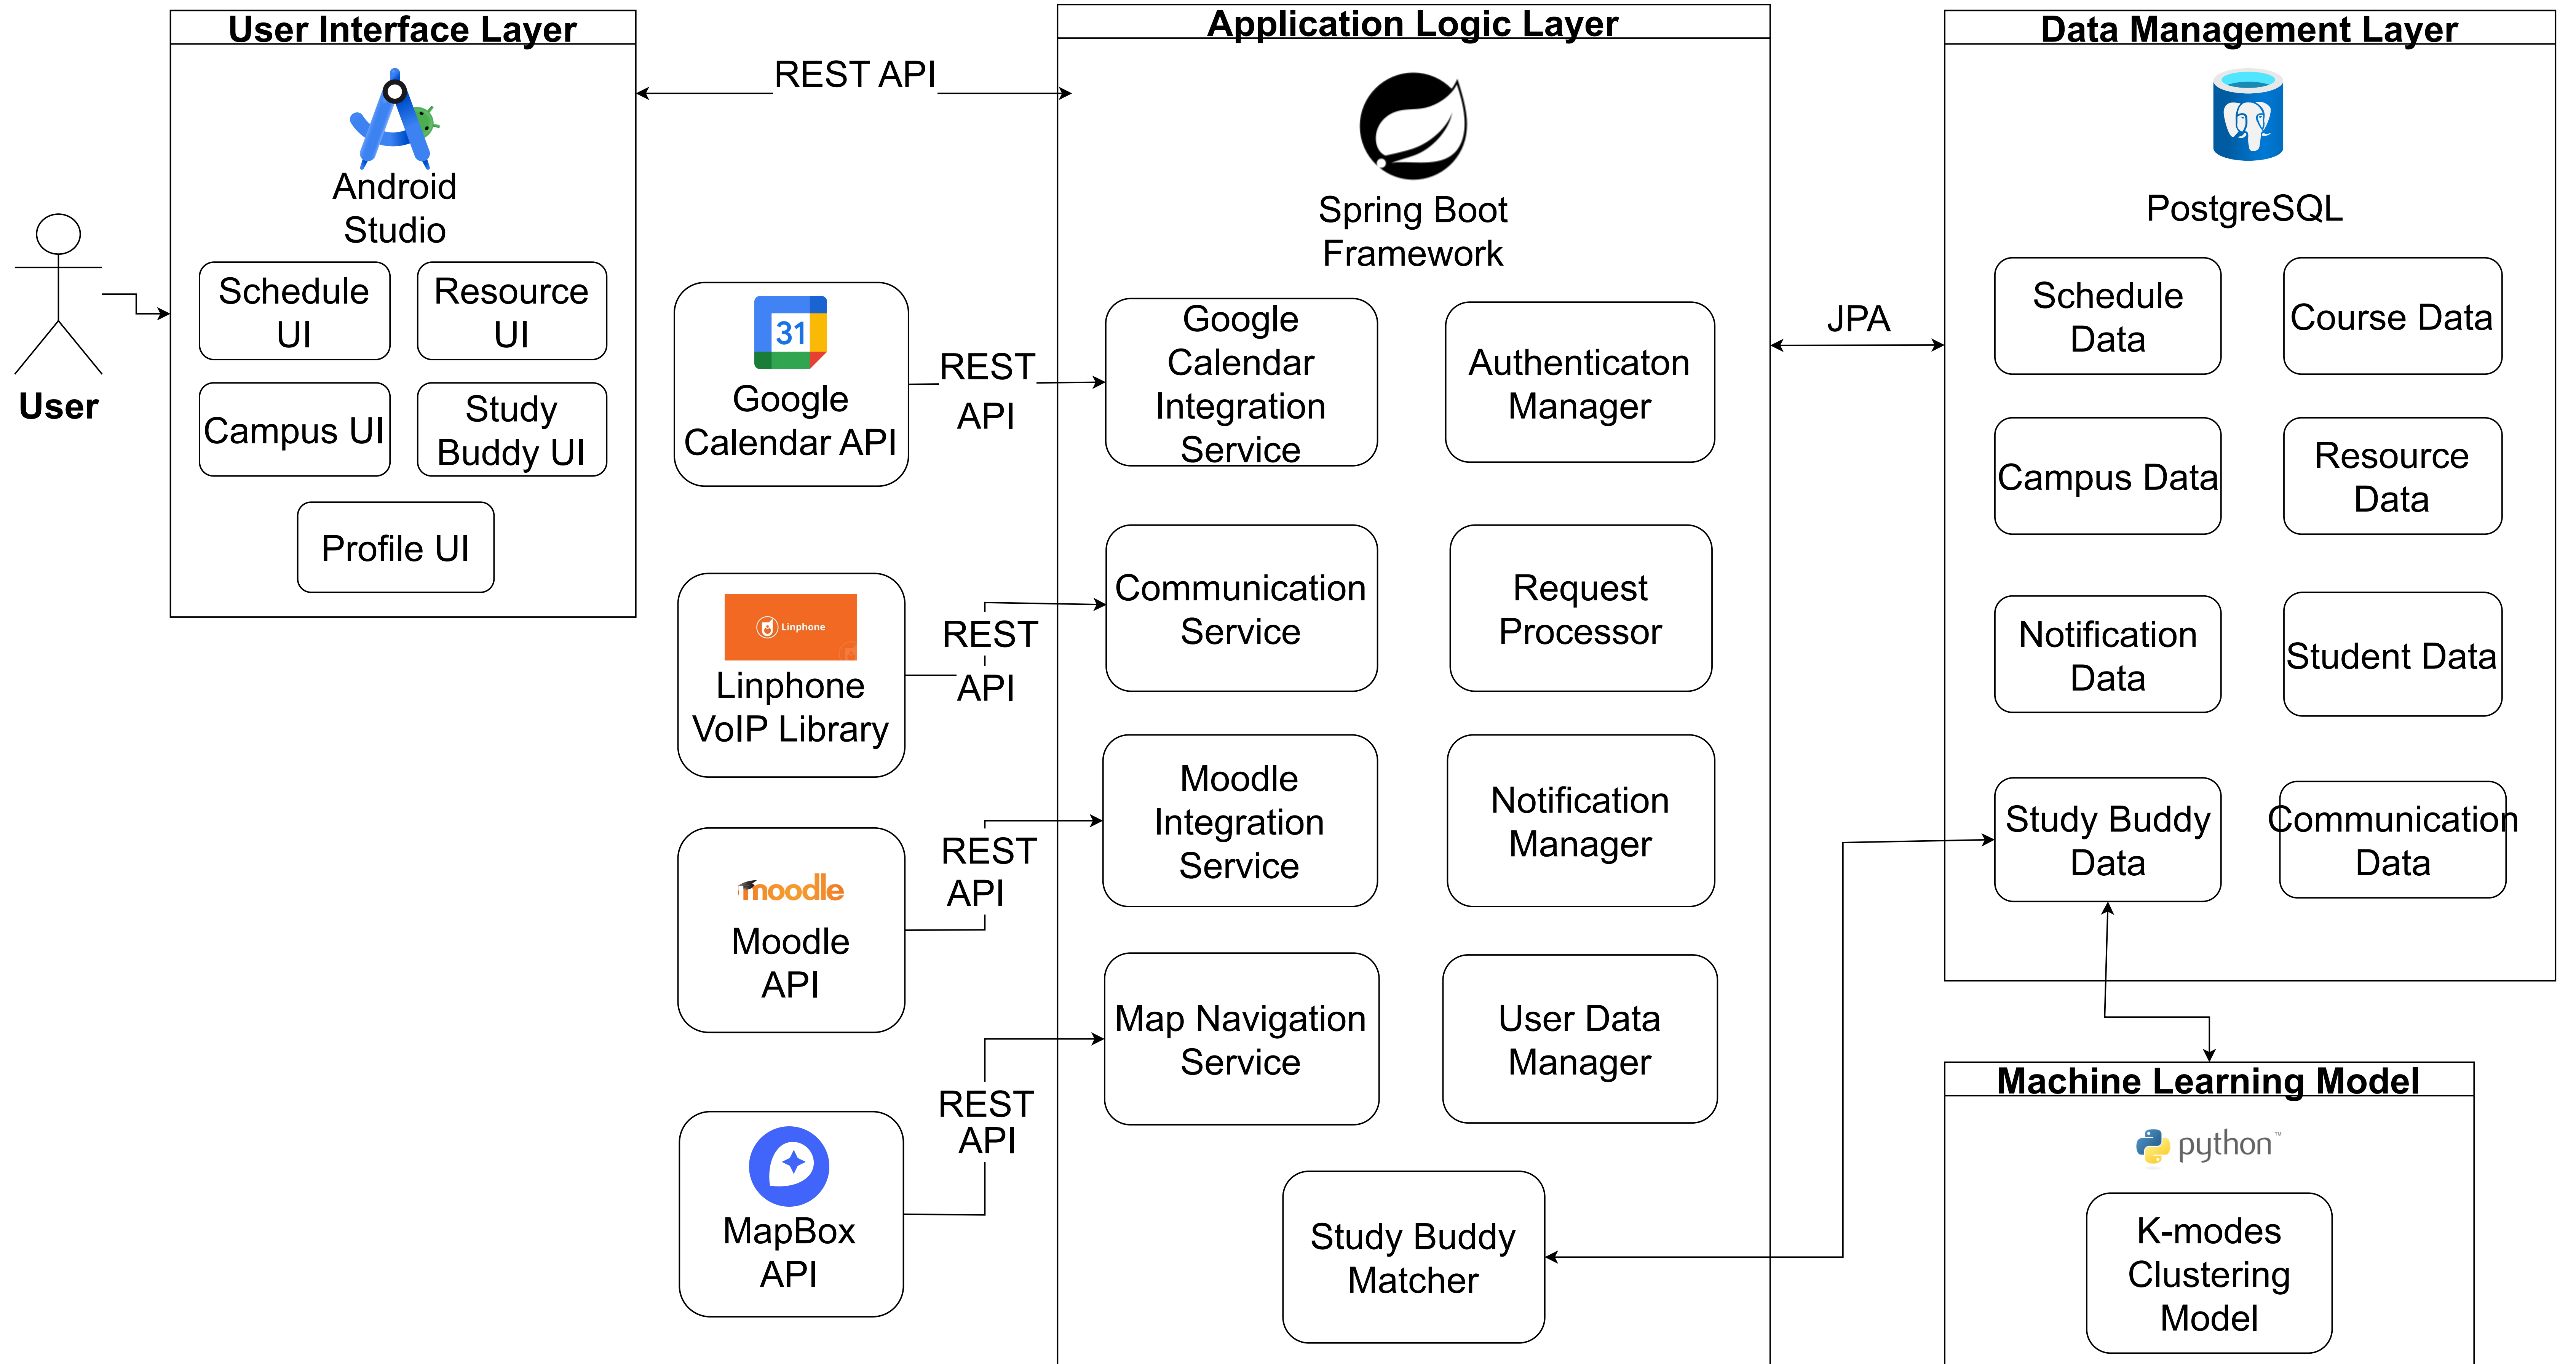 User Interface Layer
Android
Studio
Schedule
UI
Resource
UI
Campus UI
Study
Buddy UI
Profile UI
User
REST API
31
Google
Calendar API
REST
API
Linphone
Linphone
VoIP Library
REST
API
moodle
Moodle
API
REST
API
MapBox
API
REST
API
Application Logic Layer
Spring Boot
Framework
Google
Calendar
Integration
Service
Authenticaton
Manager
Communication
Service
Request
Processor
Moodle
Integration
Service
Notification
Manager
Map Navigation
Service
User Data
Manager
Study Buddy
Matcher
JPA
Data Management Layer
PostgreSQL
Schedule
Data
Course Data
Campus Data
Resource
Data
Notification
Data
Student Data
Study Buddy
Data
Communication
Data
Machine Learning Model
python™
K-modes
Clustering
Model